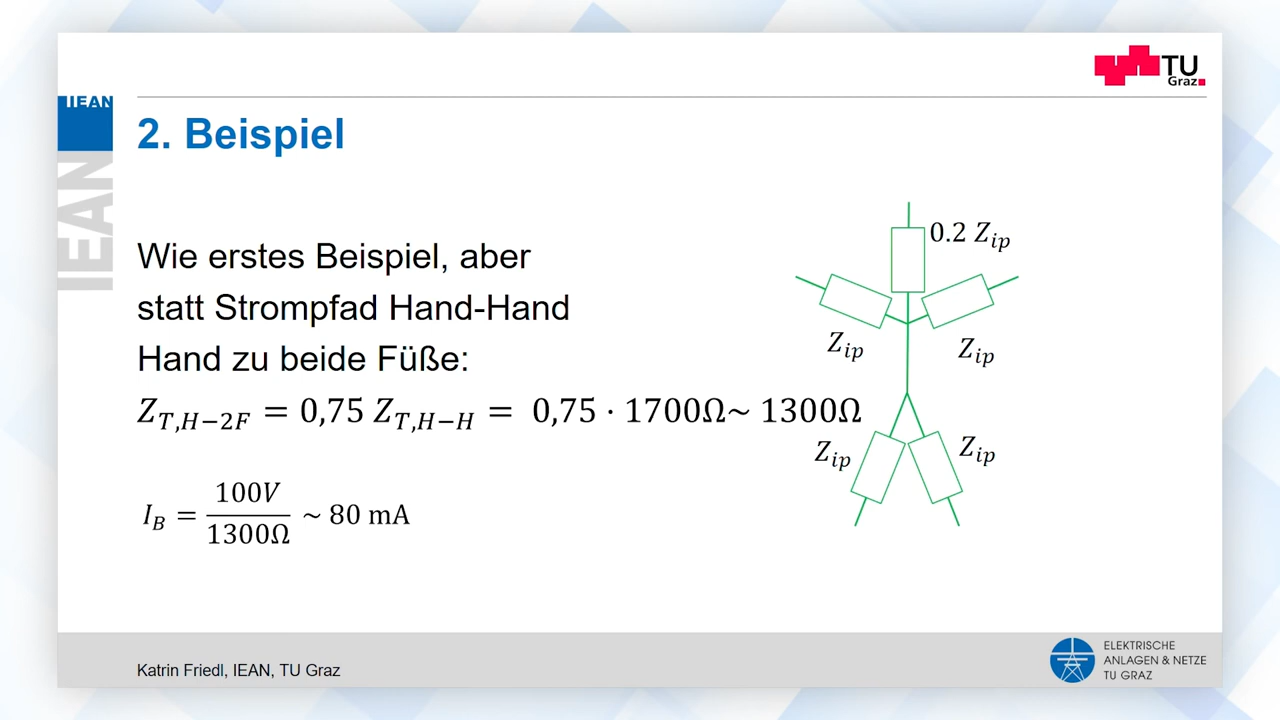 TU
Graz
IEAN
IEAN
2. Beispiel
Wie erstes Beispiel, aber
statt Strompfad Hand-Hand
Hand zu beide Füße:
Z_{T,H−2F} = 0,75 Z_{T,H−H} = 0,75 · 1700Ω~ 1300Ω
I_B = \frac{100V}{1300Ω} ~ 80 mA
0.2 Z_{ip}
Z_{ip}
Z_{ip}
Z_{ip}
Z_{ip}
Katrin Friedl, IEAN, TU Graz
ELEKTRISCHE
ANLAGEN & NETZE
TU GRAZ